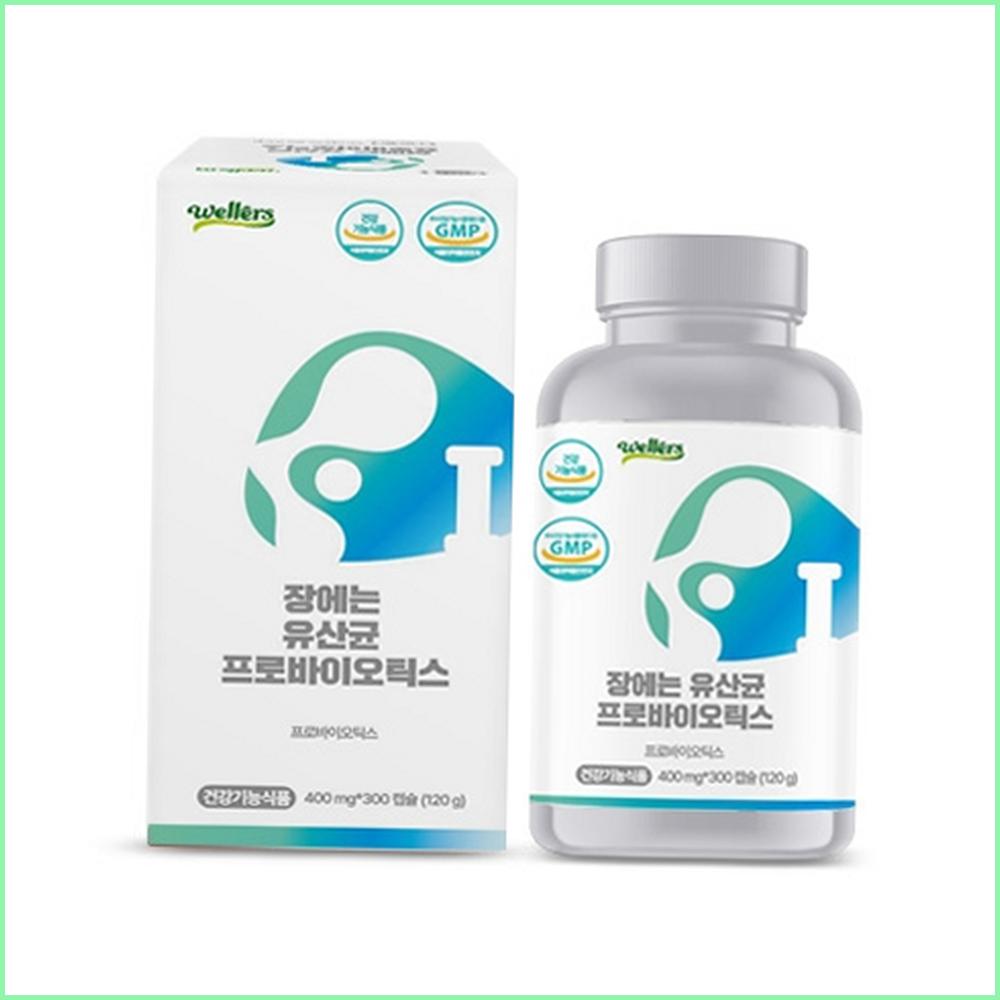 wellers
건강
기능식품
GMP
장에는
유산균
프로바이오틱스
프로바이오틱스
건강기능식품 400 mg*300 캡슐 (120 g)
wellers
건강
기능식품
GMP
장에는 유산균
프로바이오틱스
프로바이오틱스
건강기능식품 400 mg*300 캡슐 (120 g)